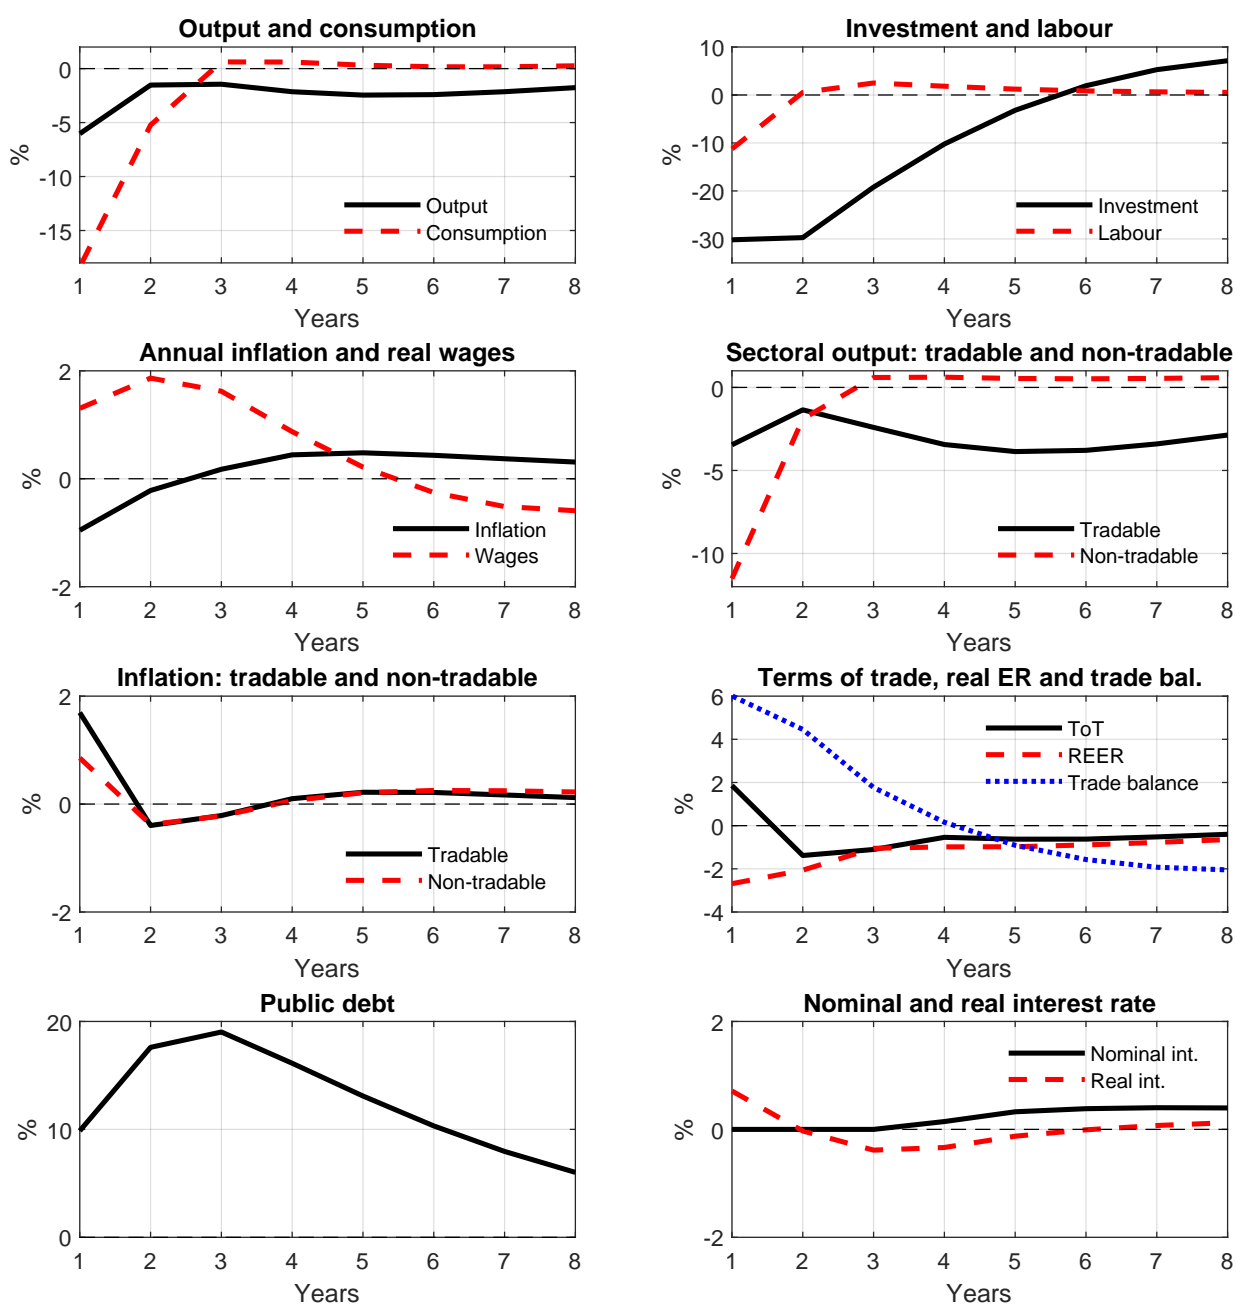 Output and consumption
0
-5
-10
-15
%
Output
Consumption
1 2 3 4 5 6 7 8
Years
Investment and labour
10
0
-10
-20
-30
%
Investment
Labour
1 2 3 4 5 6 7 8
Years
Annual inflation and real wages
2
0
-2
%
Inflation
Wages
1 2 3 4 5 6 7 8
Years
Sectoral output: tradable and non-tradable
0
-5
-10
%
Tradable
Non-tradable
1 2 3 4 5 6 7 8
Years
Inflation: tradable and non-tradable
2
0
-2
%
Tradable
Non-tradable
1 2 3 4 5 6 7 8
Years
Terms of trade, real ER and trade bal.
6
4
2
0
-2
-4
%
ToT
REER
Trade balance
1 2 3 4 5 6 7 8
Years
Public debt
20
10
0
%
1 2 3 4 5 6 7 8
Years
Nominal and real interest rate
2
0
-2
%
Nominal int.
Real int.
1 2 3 4 5 6 7 8
Years